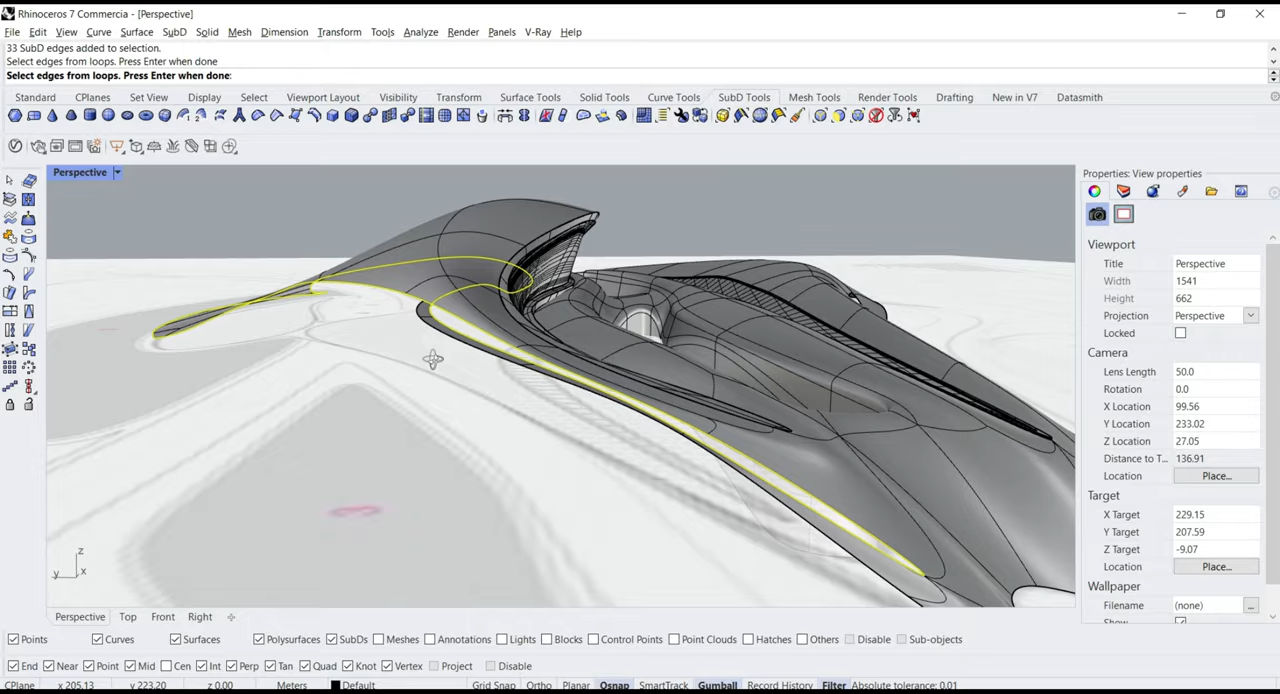 Rhinoceros 7 Commercia - [Perspective]
File Edit View Curve Surface SubD Solid Mesh Dimension Transform Tools Analyze Render Panels V-Ray Help
33 SubD edges added to selection.
Select edges from loops. Press Enter when done
Select edges from loops. Press Enter when done:
Standard CPlanes Set View Display Select Viewport Layout Visibility Transform Surface Tools Solid Tools Curve Tools SubD Tools Mesh Tools Render Tools Drafting New in V7 Datasmith
Perspective
Properties: View properties
Viewport
Title Perspective
Width 1541
Height 662
Projection Perspective
Locked
Camera
Lens Length 50.0
Rotation 0.0
X Location 99.56
Y Location 233.02
Z Location 27.05
Distance to T... 136.91
Location Place...
Target
X Target 229.15
Y Target 207.59
Z Target -9.07
Location Place...
Wallpaper
Filename (none) ...
Show
z
y x
Perspective Top Front Right
Points Curves Surfaces Polysurfaces SubDs Meshes Annotations Lights Blocks Control Points Point Clouds Hatches Others Disable Sub-objects
End Near Point Mid Cen Int Perp Tan Quad Knot Vertex Project Disable
CPlane x 205.13 y 223.20 z 0.00 Meters Default Grid Snap Ortho Planar Osnap SmartTrack Gumball Record History Filter Absolute tolerance: 0.01